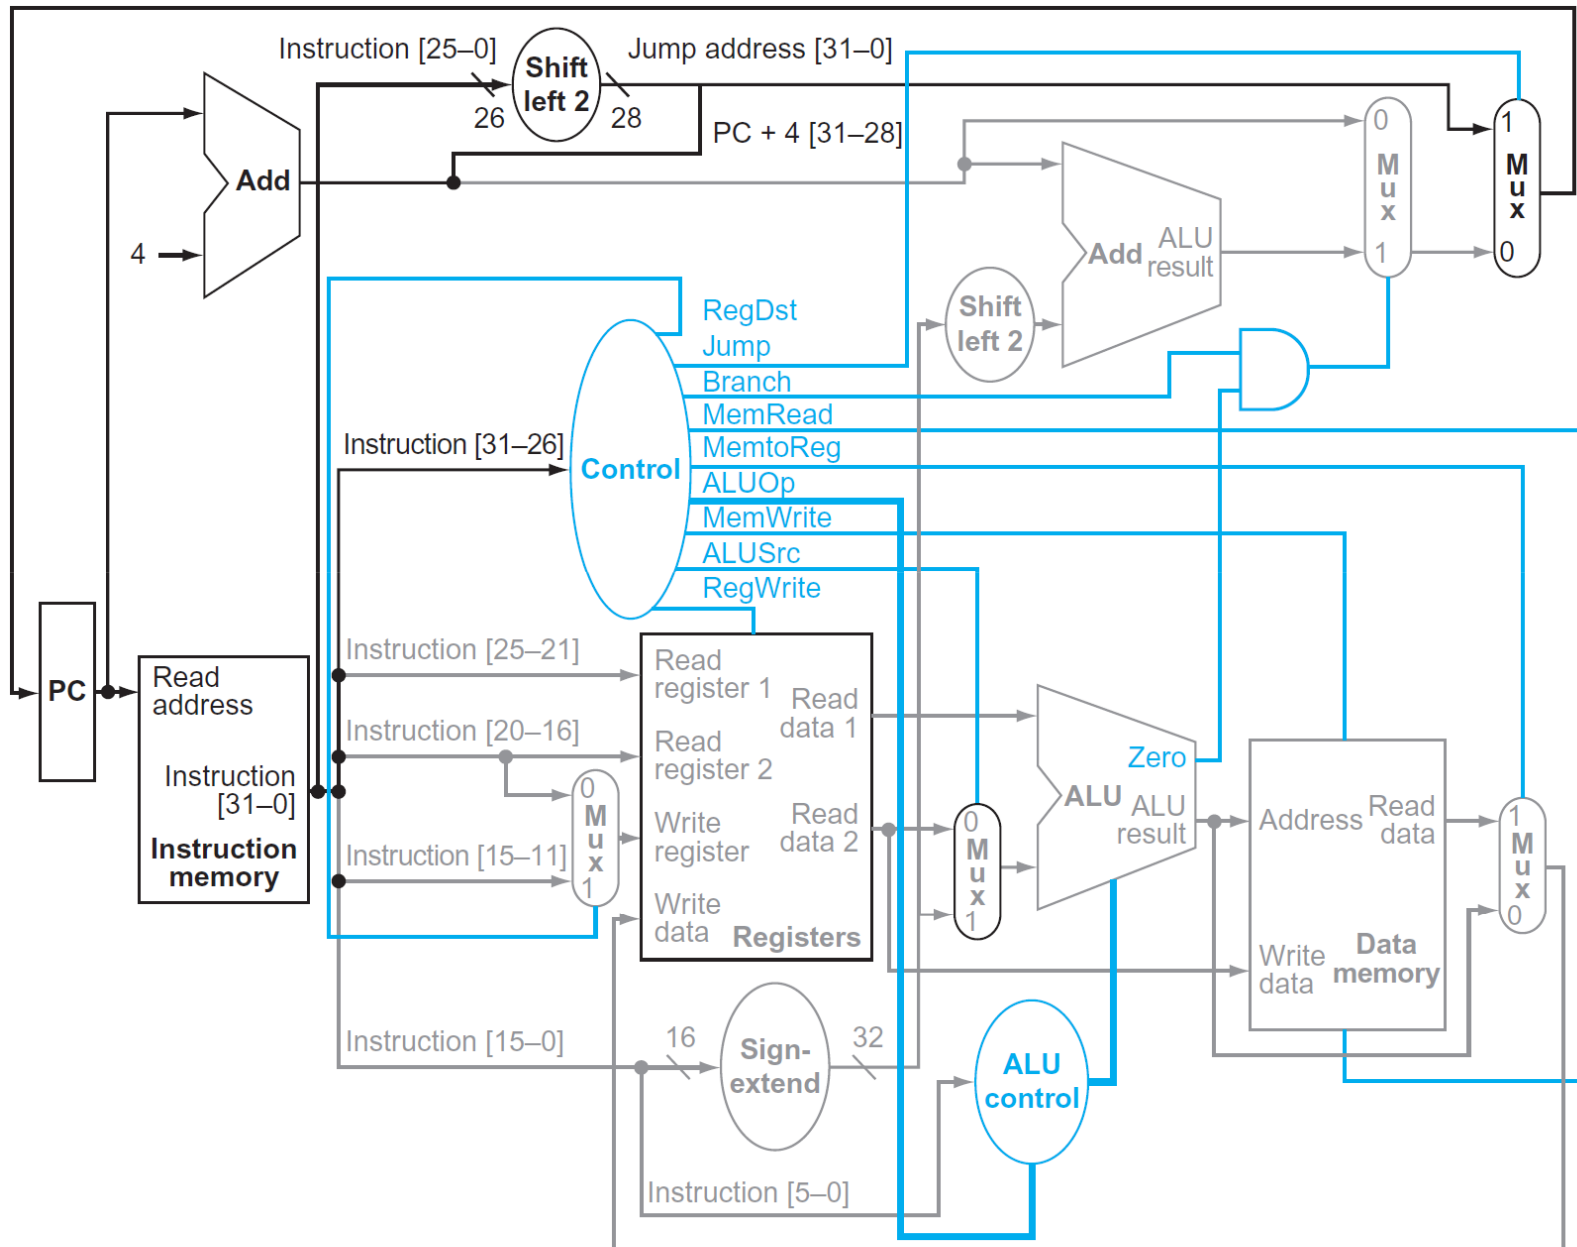 Instruction [25–0]
Shift
left 2
Jump address [31–0]
26
28
PC + 4 [31–28]
Add
4
0
M
u
x
1
1
M
u
x
0
Add
ALU
result
Shift
left 2
RegDst
Jump
Branch
MemRead
MemtoReg
ALUOp
MemWrite
ALUSrc
RegWrite
Instruction [31–26]
Control
PC
Read
address
Instruction
[31–0]
Instruction
memory
Instruction [25–21]
Instruction [20–16]
Instruction [15–11]
0
M
u
x
1
Read
register 1
Read
register 2
Write
register
Write
data
Read
data 1
Read
data 2
Registers
0
M
u
x
1
Zero
ALU
ALU
result
Address
Read
data
Write
data
Data
memory
1
M
u
x
0
Instruction [15–0]
16
Sign-
extend
32
ALU
control
Instruction [5–0]